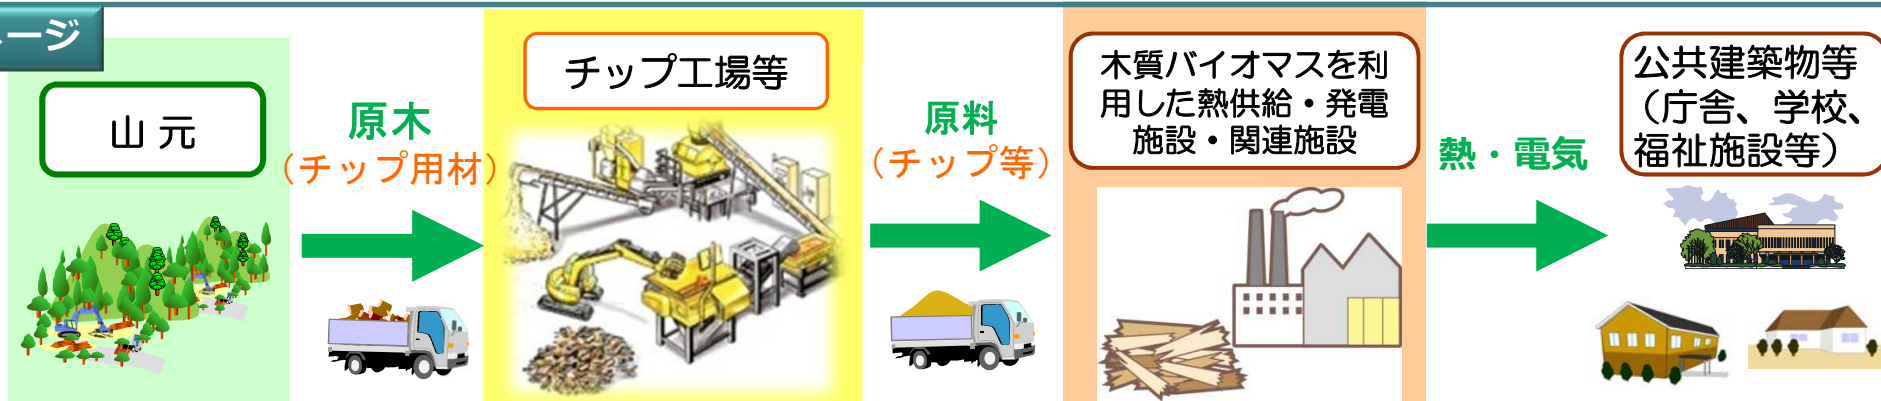 ージ
山元
原木
（チップ用材）
チップ工場等
原料
（チップ等）
木質バイオマスを利
用した熱供給・発電
施設・関連施設
熱・電気
公共建築物等
（庁舎、学校、
福祉施設等）